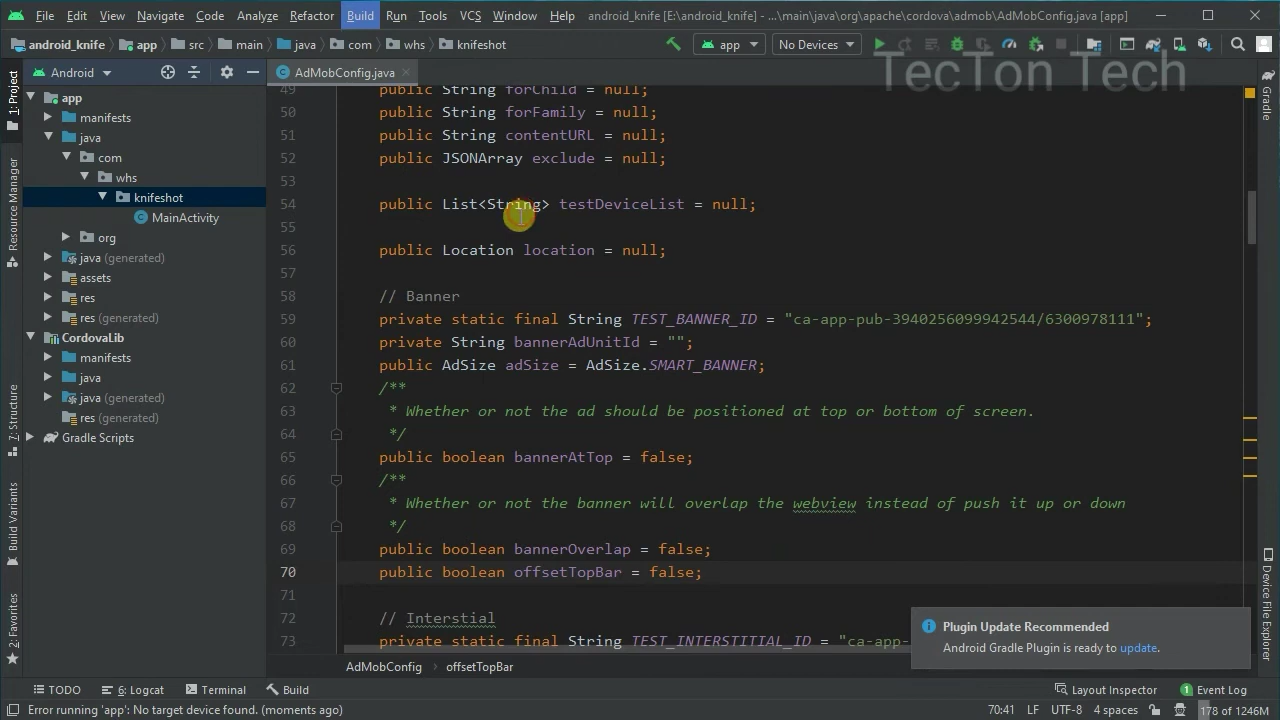 File Edit View Navigate Code Analyze Refactor Build Run Tools VCS Window Help android_knife [E:\android_knife] - ...\main\java\org\apache\cordova\admob\AdMobConfig.java [app]
android_knife app src main java com whs knifeshot app No Devices
TecTon Tech
Android
AdMobConfig.java
1: Project
Resource Manager
7: Structure
Build Variants
2: Favorites
app
manifests
java
com
whs
knifeshot
MainActivity
org
java (generated)
assets
res
res (generated)
CordovaLib
manifests
java
java (generated)
res (generated)
Gradle Scripts
49 public String forChild = null;
50 public String forFamily = null;
51 public String contentURL = null;
52 public JSONArray exclude = null;
53
54 public List<String> testDeviceList = null;
55
56 public Location location = null;
57
58 // Banner
59 private static final String TEST_BANNER_ID = "ca-app-pub-3940256099942544/6300978111";
60 private String bannerAdUnitId = "";
61 public AdSize adSize = AdSize.SMART_BANNER;
62 /**
63 * Whether or not the ad should be positioned at top or bottom of screen.
64 */
65 public boolean bannerAtTop = false;
66 /**
67 * Whether or not the banner will overlap the webview instead of push it up or down
68 */
69 public boolean bannerOverlap = false;
70 public boolean offsetTopBar = false;
71
72 // Interstial
73 private static final String TEST_INTERSTITIAL_ID = "ca-app-
Gradle
Device File Explorer
Plugin Update Recommended
Android Gradle Plugin is ready to update.
AdMobConfig › offsetTopBar
TODO 6: Logcat Terminal Build Layout Inspector 1 Event Log
Error running 'app': No target device found. (moments ago) 70:41 LF UTF-8 4 spaces 178 of 1246M